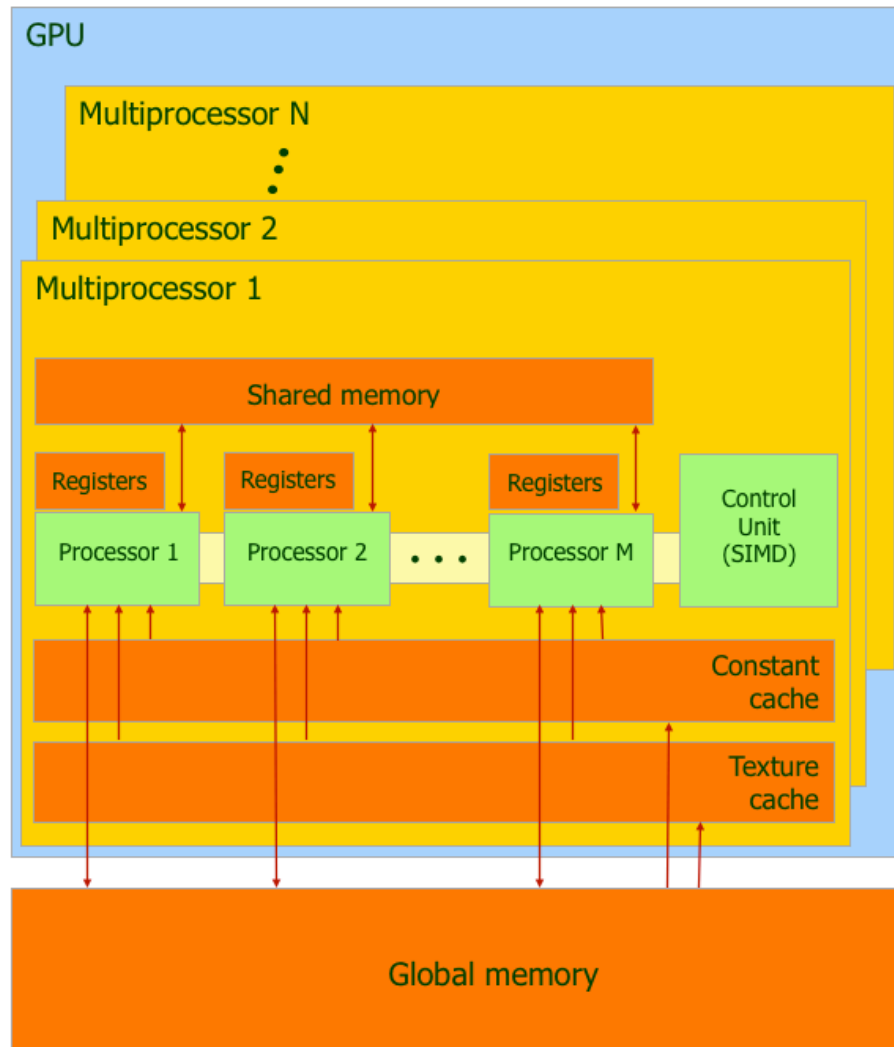 GPU
Multiprocessor N
Multiprocessor 2
Multiprocessor 1
Shared memory
Registers
Registers
Registers
Processor 1
Processor 2
Processor M
Control
Unit
(SIMD)
Constant
cache
Texture
cache
Global memory